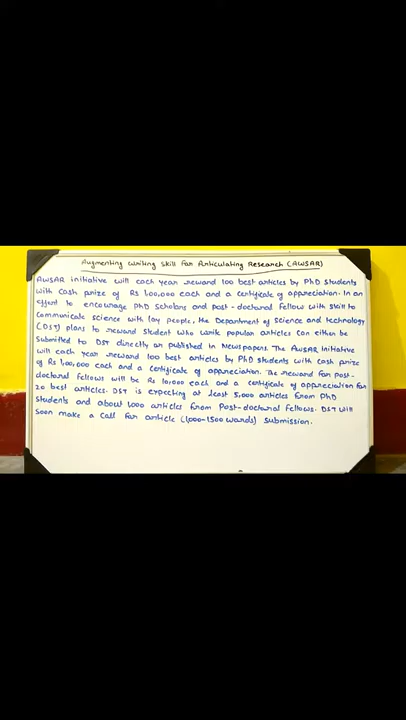 Augmenting Writing Skill For Articulating Research (AWSAR)
AWSAR initiative will each year reward 100 best articles by PhD students
with cash prize of Rs 1,00,000 each and a certificate of appreciation. In an
effort to encourage PhD Scholars and post-doctoral Fellow with skill to
communicate science with lay people, the Department of Science and technology
(DST) plans to reward student who write popular articles can either be
submitted to DST directly or published in Newspapers. The AWSAR initiative
will each year reward 100 best articles by PhD students with cash prize
of Rs 1,00,000 each and a certificate of appreciation. The reward for post-
doctoral fellows will be Rs 10,000 each and a certificate of appreciation for
20 best articles. DST is expecting at least 5,000 articles from PhD
students and about 1,000 articles from Post-doctoral Fellows. DST will
soon make a call for article (1,000-1500 words) submission.